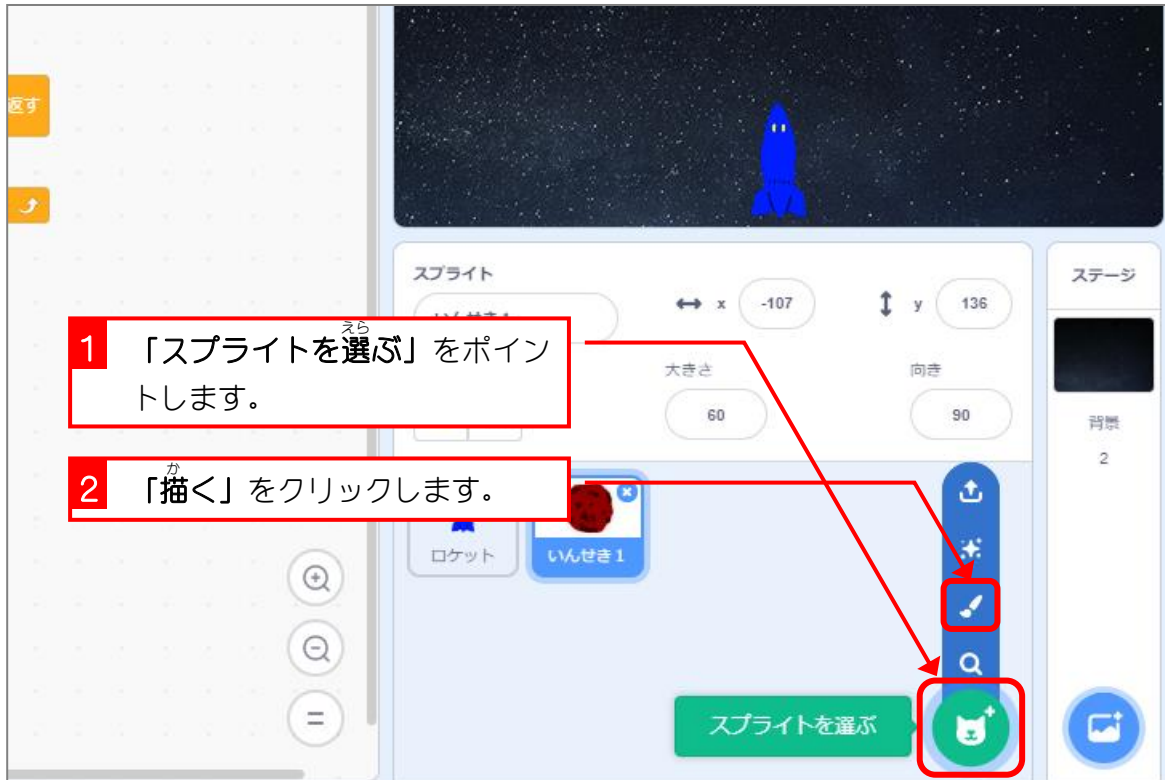 返す
スプライト
ステージ
x
-107
y
136
1
「スプライトを選ぶ」をポイン
えら
トします。
大きさ
向き
60
90
背景
2
2
「描く」をクリックします。
か
ロケット
いんせき1
スプライトを選ぶ